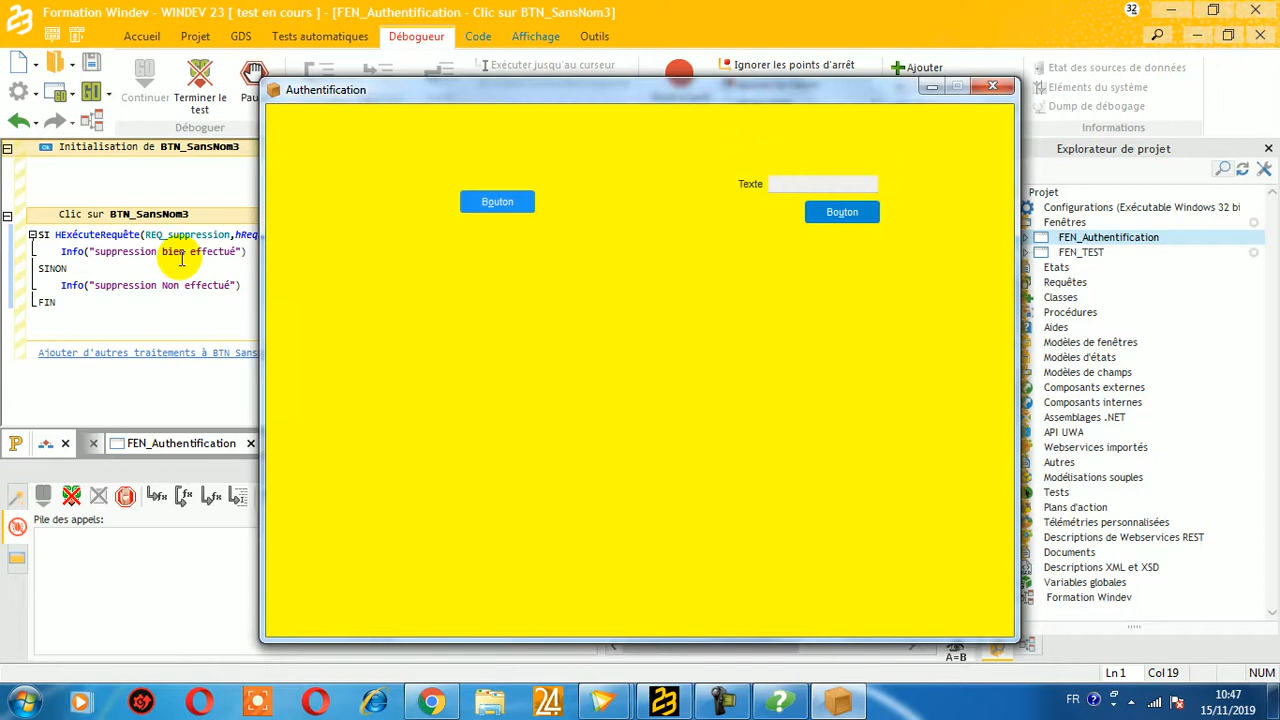 Formation Windev - WINDEV 23 [ test en cours ] - [FEN_Authentification - Clic sur BTN_SansNom3]
32
Accueil Projet GDS Tests automatiques Débogueur Code Affichage Outils
GO
Continuer
Terminer le test
Pau
Exécuter jusqu'au curseur
Ignorer les points d'arrêt
Ajouter
Etat des sources de données
Eléments du système
Dump de débogage
Déboguer
Informations
Authentification
Initialisation de BTN_SansNom3
Clic sur BTN_SansNom3
SI HExécuteRequête(REQ_suppression,hReq
Info("suppression bien effectué")
SINON
Info("suppression Non effectué")
FIN
Ajouter d'autres traitements à BTN_Sans
Bouton
Texte
Bouton
FEN_Authentification
Pile des appels:
Explorateur de projet
Projet
Configurations (Exécutable Windows 32 bi
Fenêtres
FEN_Authentification
FEN_TEST
Etats
Requêtes
Classes
Procédures
Aides
Modèles de fenêtres
Modèles d'états
Modèles de champs
Composants externes
Composants internes
Assemblages .NET
API UWA
Webservices importés
Autres
Modélisations souples
Tests
Plans d'action
Télémétries personnalisées
Descriptions de Webservices REST
Documents
Descriptions XML et XSD
Variables globales
Formation Windev
A=B
Ln 1 Col 19 NUM
FR
10:47
15/11/2019